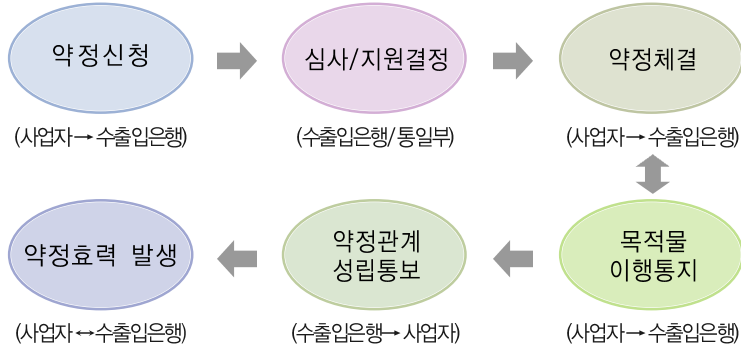 약정신청
심사/지원결정
약정체결
(사업자→수출입은행)
(수출입은행/통일부)
(사업자→수출입은행)
약정효력 발생
약정관계
성립통보
목적물
이행통지
(사업자↔수출입은행)
(수출입은행→사업자)
(사업자→수출입은행)